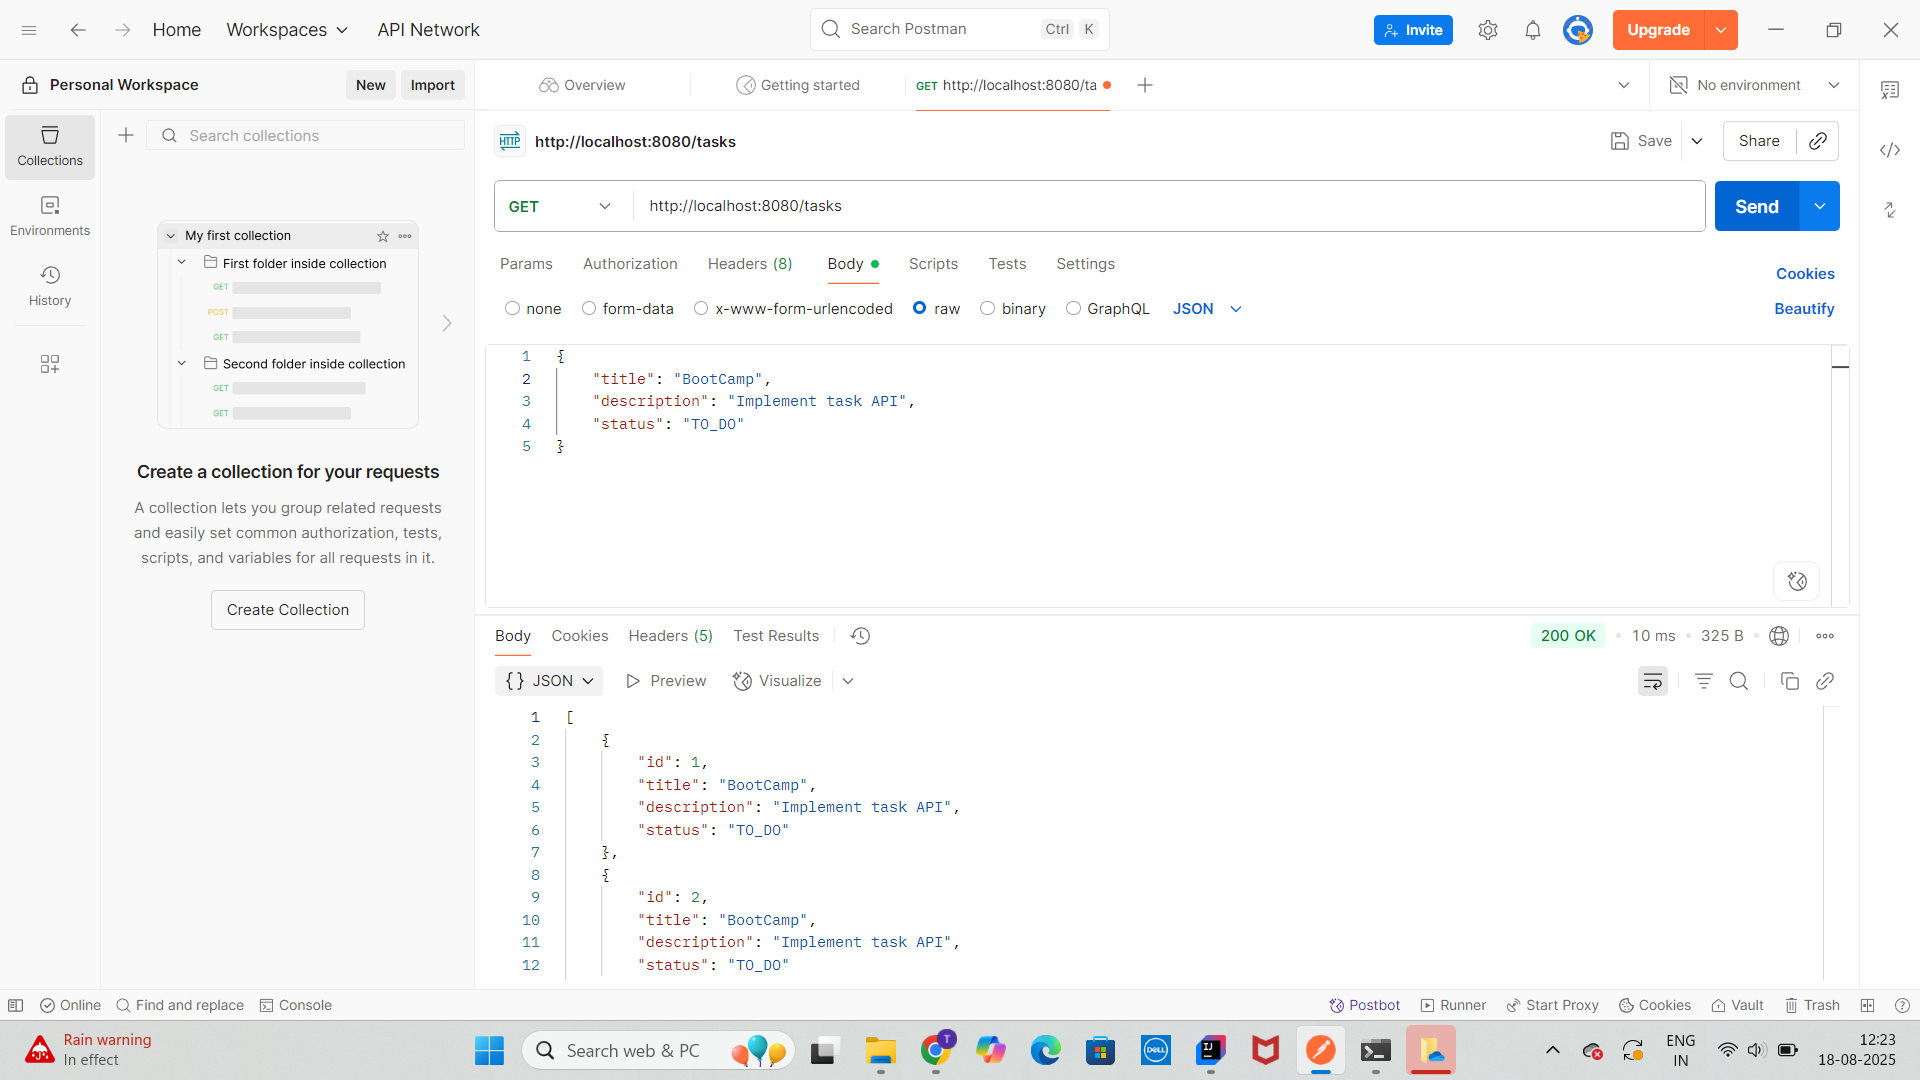 Home
Workspaces
API Network
Search Postman
Ctrl
K
Invite
Upgrade
Personal Workspace
New
Import
Overview
Getting started
GET http://localhost:8080/ta
No environment
Collections
Environments
History
Search collections
My first collection
First folder inside collection
GET
POST
GET
Second folder inside collection
GET
GET
Create a collection for your requests
A collection lets you group related requests
and easily set common authorization, tests,
scripts, and variables for all requests in it.
Create Collection
HTTP
http://localhost:8080/tasks
Save
Share
GET
http://localhost:8080/tasks
Send
Params
Authorization
Headers (8)
Body
Scripts
Tests
Settings
Cookies
none
form-data
x-www-form-urlencoded
raw
binary
GraphQL
JSON
Beautify
1 {
2 "title": "BootCamp",
3 "description": "Implement task API",
4 "status": "TO_DO"
5 }
Body
Cookies
Headers (5)
Test Results
200 OK
10 ms
325 B
{} JSON
Preview
Visualize
1 [
2 {
3 "id": 1,
4 "title": "BootCamp",
5 "description": "Implement task API",
6 "status": "TO_DO"
7 },
8 {
9 "id": 2,
10 "title": "BootCamp",
11 "description": "Implement task API",
12 "status": "TO_DO"
Online
Find and replace
Console
Postbot
Runner
Start Proxy
Cookies
Vault
Trash
Rain warning
In effect
Search web & PC
T
DELL
IJ
ENG
IN
12:23
18-08-2025